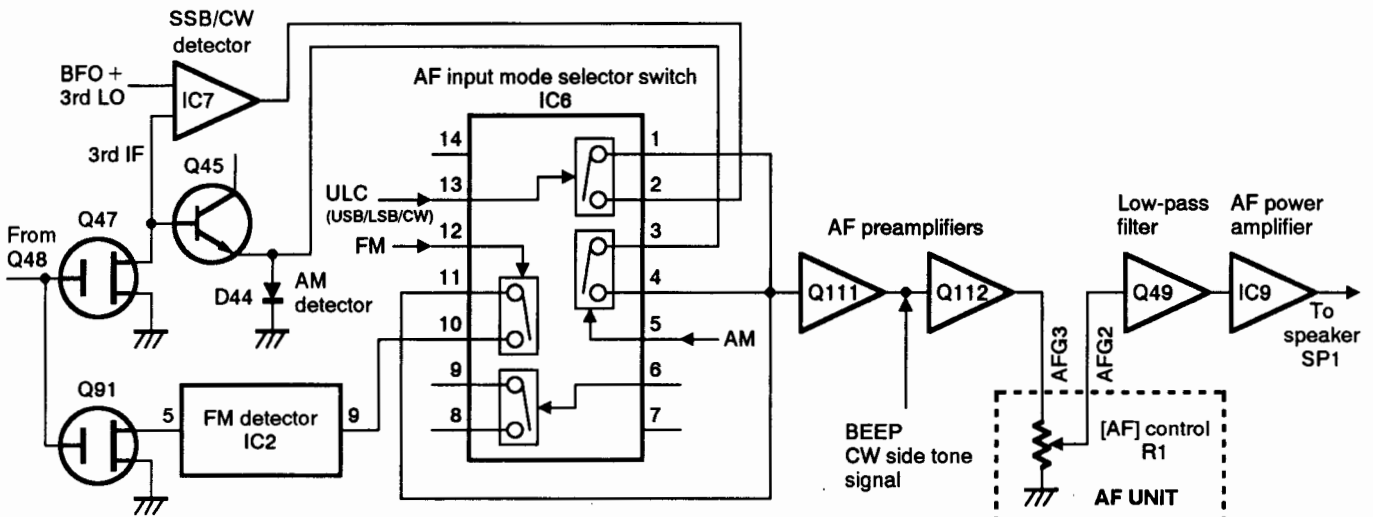 SSB/CW
detector
BFO +
3rd LO
IC7
3rd IF
Q45
Q47
From
Q48
D44
AM
detector
Q91
5
FM detector
IC2
9
AF input mode selector switch
IC6
14
13
12
11
10
9
8
1
2
3
4
5
6
7
ULC
(USB/LSB/CW)
FM
AM
AF preamplifiers
Q111
Q112
BEEP
CW side tone
signal
Low-pass
filter
Q49
AF power
amplifier
IC9
To
speaker
SP1
AFG3
AFG2
[AF] control
R1
AF UNIT